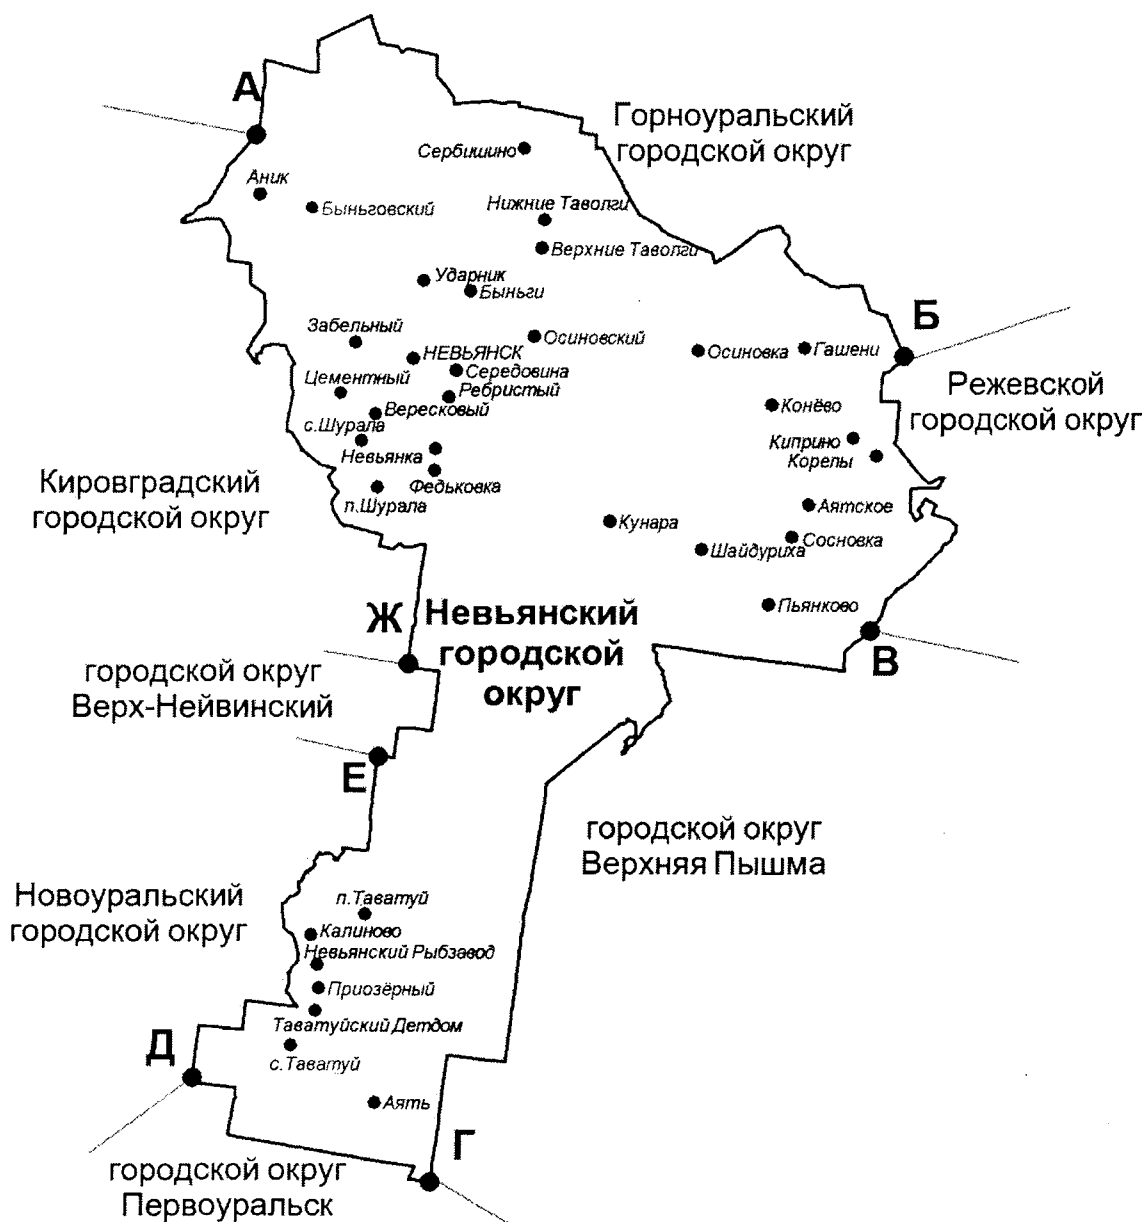 А
Горноуральский
городской округ
Сербишино
Аник
Быньговский
Нижние Таволги
Верхние Таволги
Ударник
Быньги
Забельный
Осиновский
Б
НЕВЬЯНСК
Осиновка
Гашени
Середовина
Цементный
Ребристый
Режевской
городской округ
Вересковый
Конёво
с.Шурала
Киприно
Невьянка
Корелы
Федьковка
Кировградский
городской округ
п.Шурала
Аятское
Кунара
Сосновка
Шайдуриха
Пьянково
Ж
Невьянский
городской
округ
В
городской округ
Верх-Нейвинский
Е
городской округ
Верхняя Пышма
Новоуральский
городской округ
п.Таватуй
Калиново
Невьянский Рыбзавод
Приозёрный
Таватуйский Детдом
Д
с.Таватуй
Аять
Г
городской округ
Первоуральск